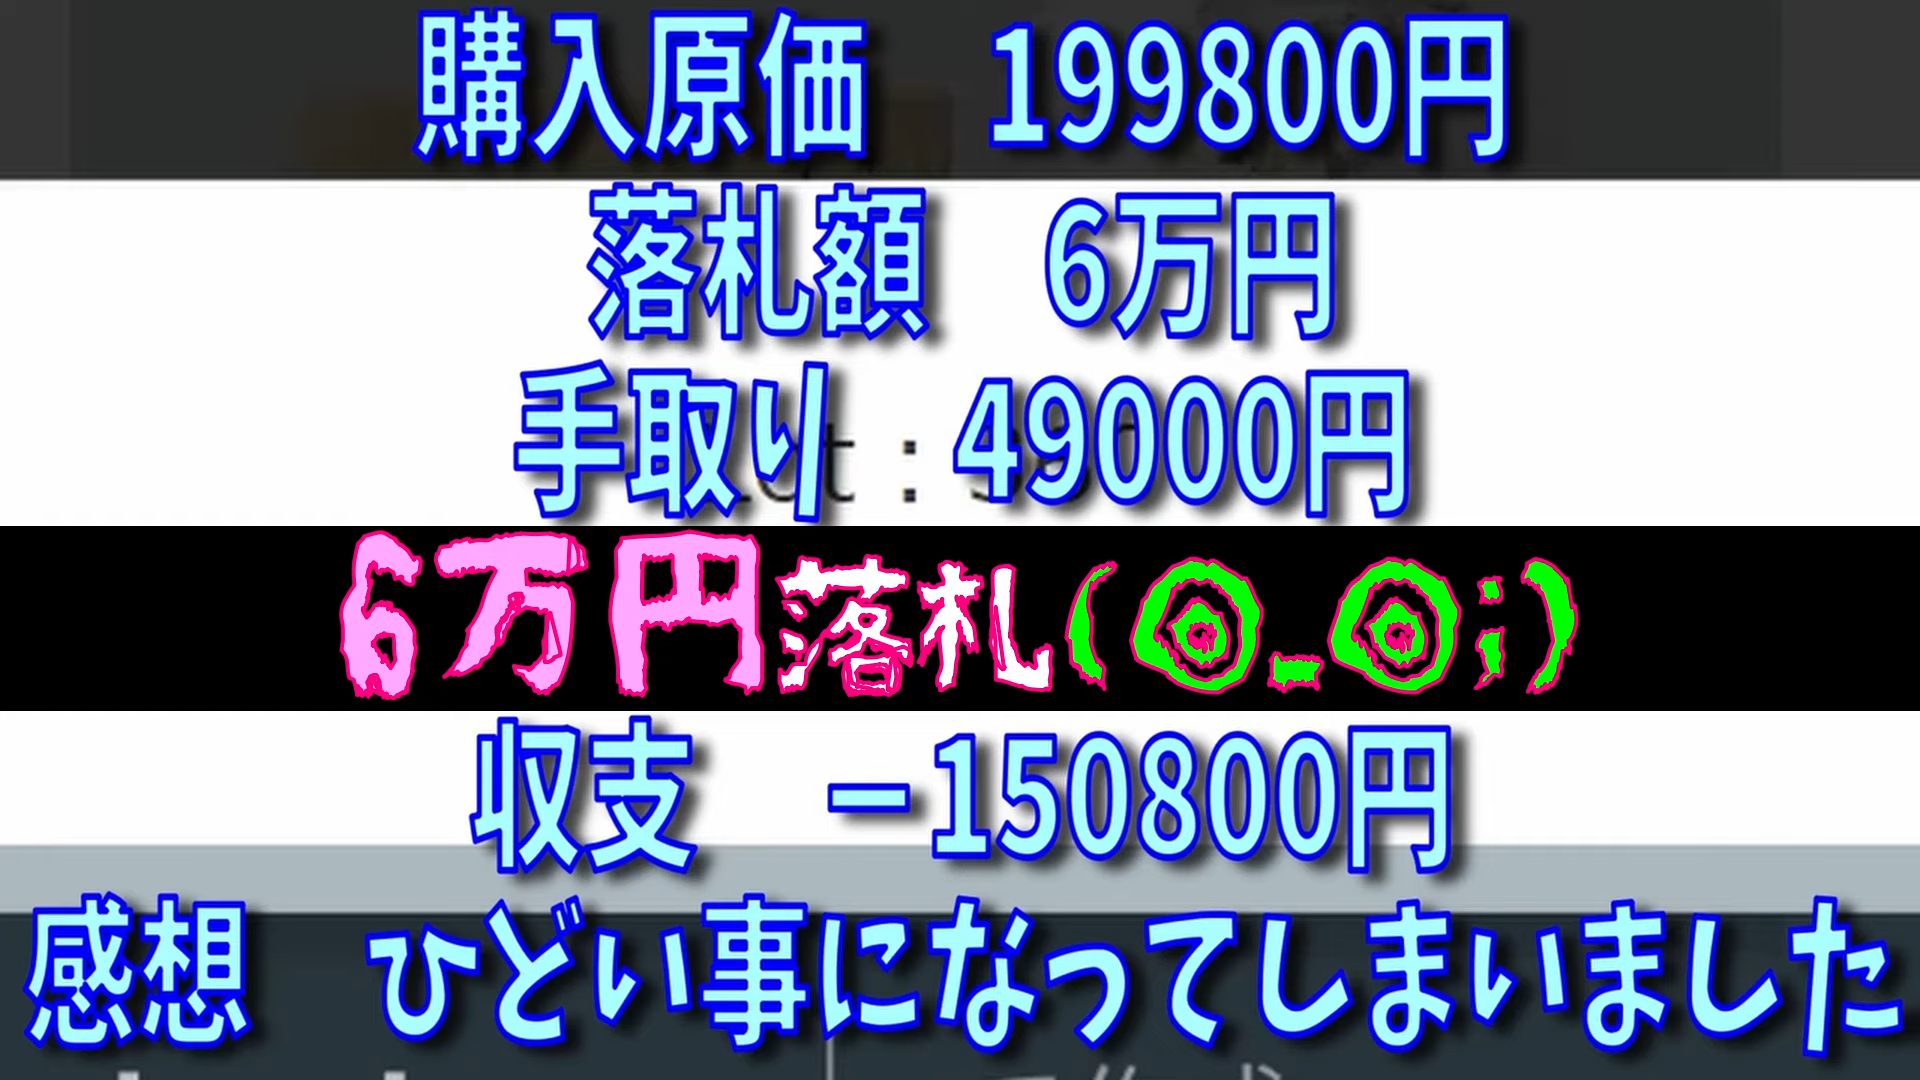 購入原価　199800円
落札額　6万円
手取り　49000円
6万円落札(◎_◎;)
収支　−150800円
感想　ひどい事になってしまいました